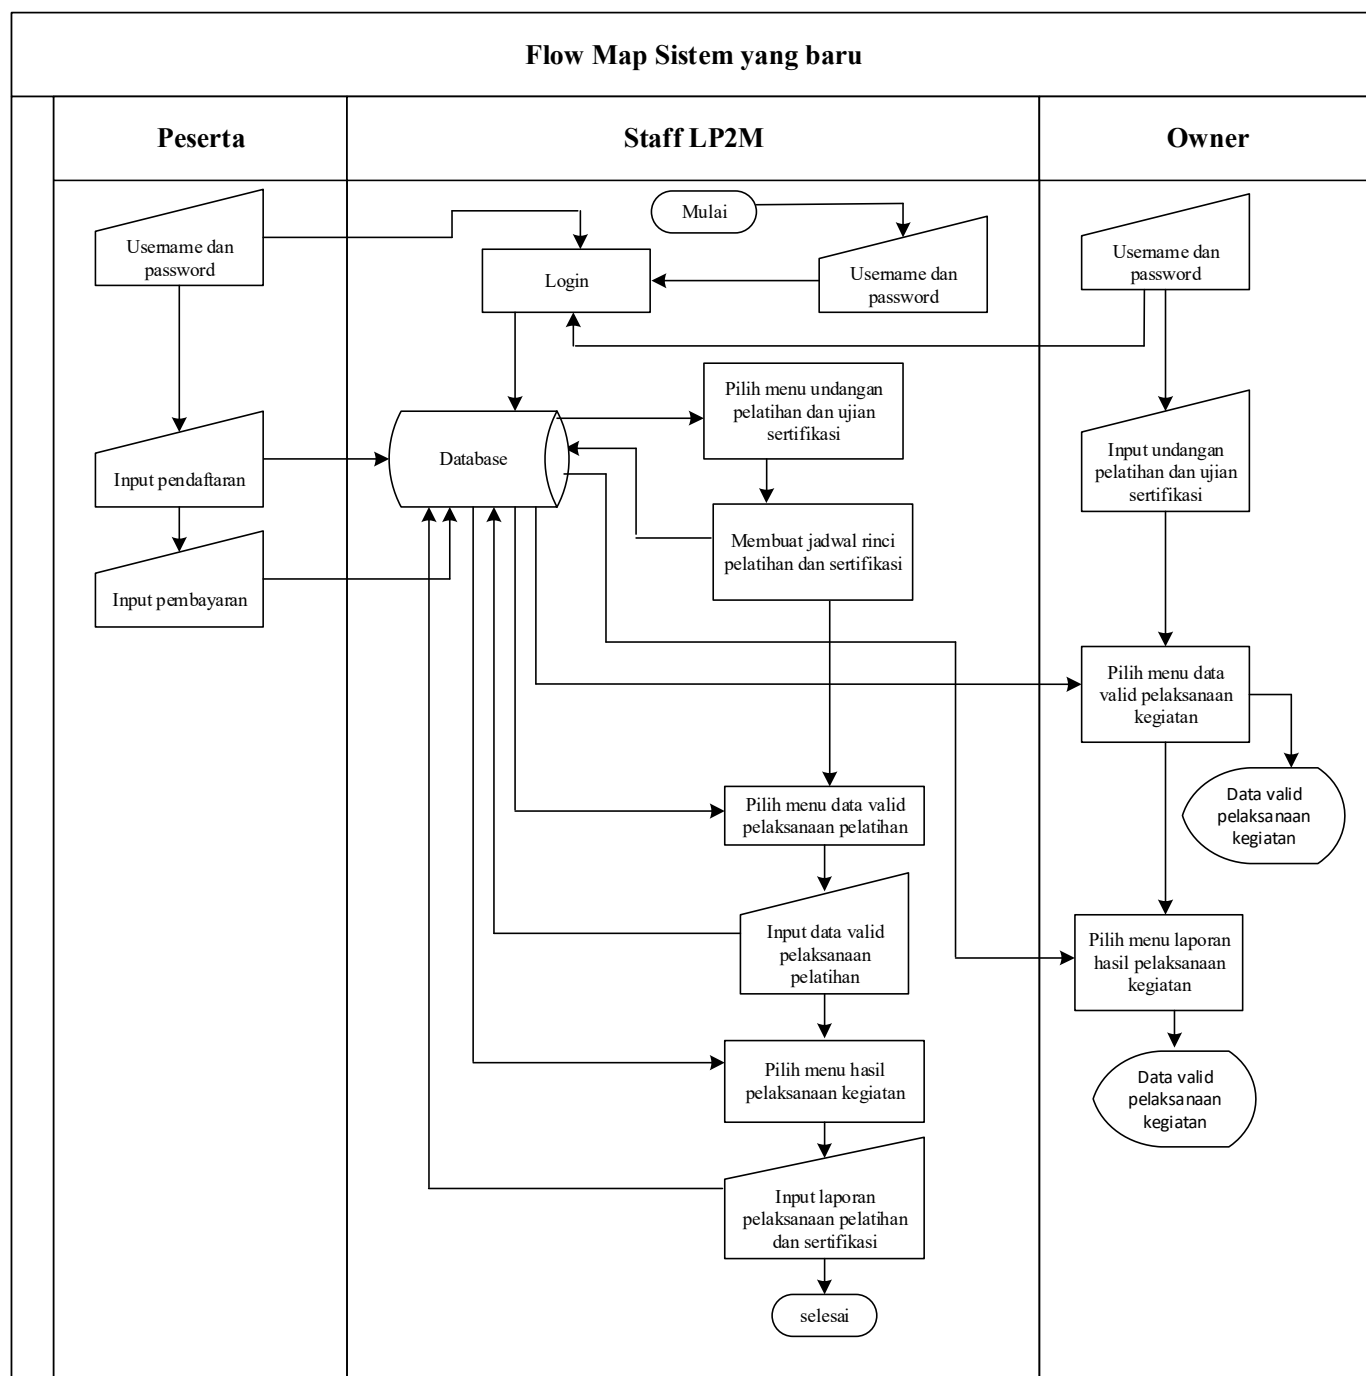 Flow Map Sistem yang baru
Peserta
Staff LP2M
Owner
Username dan
password
Input pendaftaran
Input pembayaran
Mulai
Username dan
password
Login
Database
Pilih menu undangan
pelatihan dan ujian
sertifikasi
Membuat jadwal rinci
pelatihan dan sertifikasi
Pilih menu data valid
pelaksanaan pelatihan
Input data valid
pelaksanaan
pelatihan
Pilih menu hasil
pelaksanaan kegiatan
Input laporan
pelaksanaan pelatihan
dan sertifikasi
selesai
Username dan
password
Input undangan
pelatihan dan ujian
sertifikasi
Pilih menu data
valid pelaksanaan
kegiatan
Data valid
pelaksanaan
kegiatan
Pilih menu laporan
hasil pelaksanaan
kegiatan
Data valid
pelaksanaan
kegiatan